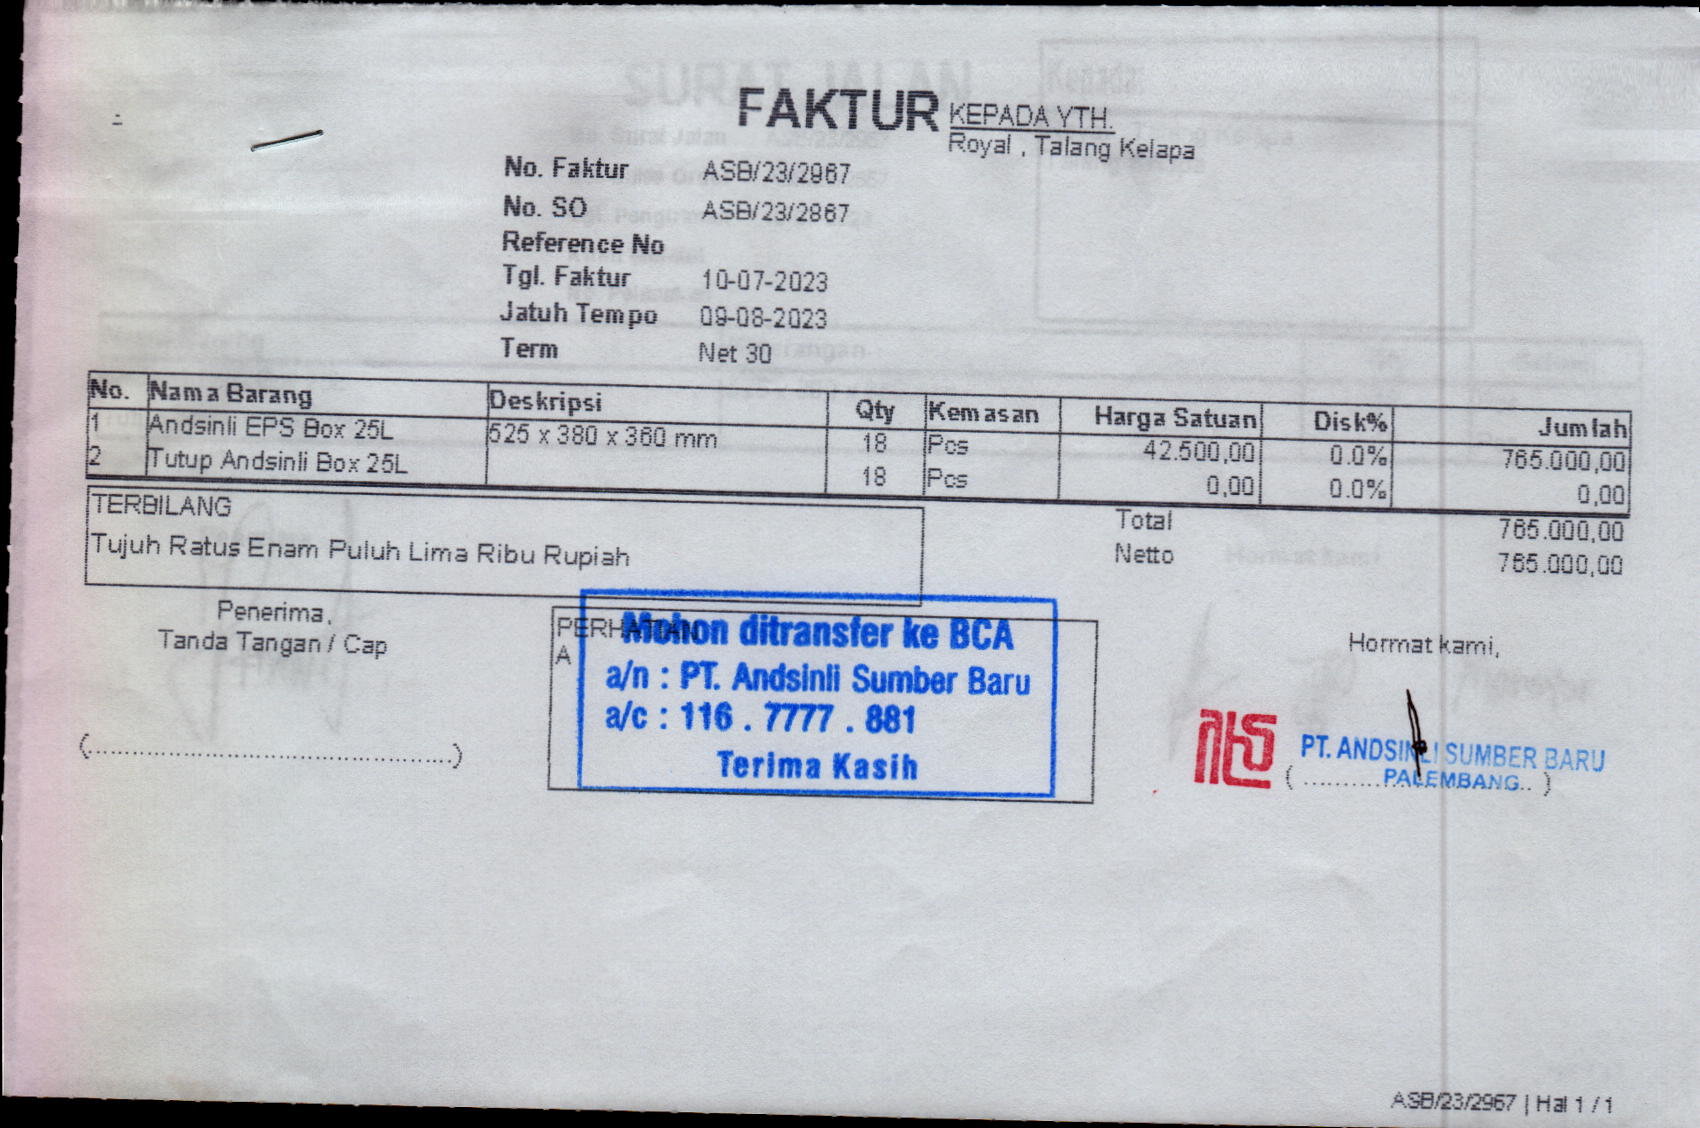 FAKTUR
KEPADA YTH.
Royal , Talang Kelapa
No. Faktur ASB/23/2967
No. SO ASB/23/2867
Reference No
Tgl. Faktur 10-07-2023
Jatuh Tempo 09-08-2023
Term Net 30
No. Nama Barang Deskripsi Qty Kemasan Harga Satuan Disk% Jumlah
1 Andsinli EPS Box 25L 525 x 380 x 360 mm 18 Pcs 42.500,00 0.0% 765.000,00
2 Tutup Andsinli Box 25L 18 Pcs 0,00 0.0% 0,00
TERBILANG
Tujuh Ratus Enam Puluh Lima Ribu Rupiah
Total 765.000,00
Netto 765.000,00
Penerima,
Tanda Tangan / Cap
(................................................)
PERHATIAN
A
Mohon ditransfer ke BCA
a/n : PT. Andsinli Sumber Baru
a/c : 116 . 7777 . 881
Terima Kasih
Hormat kami,
PT. ANDSINLI SUMBER BARU
PALEMBANG
ASB/23/2967 | Hal 1 / 1